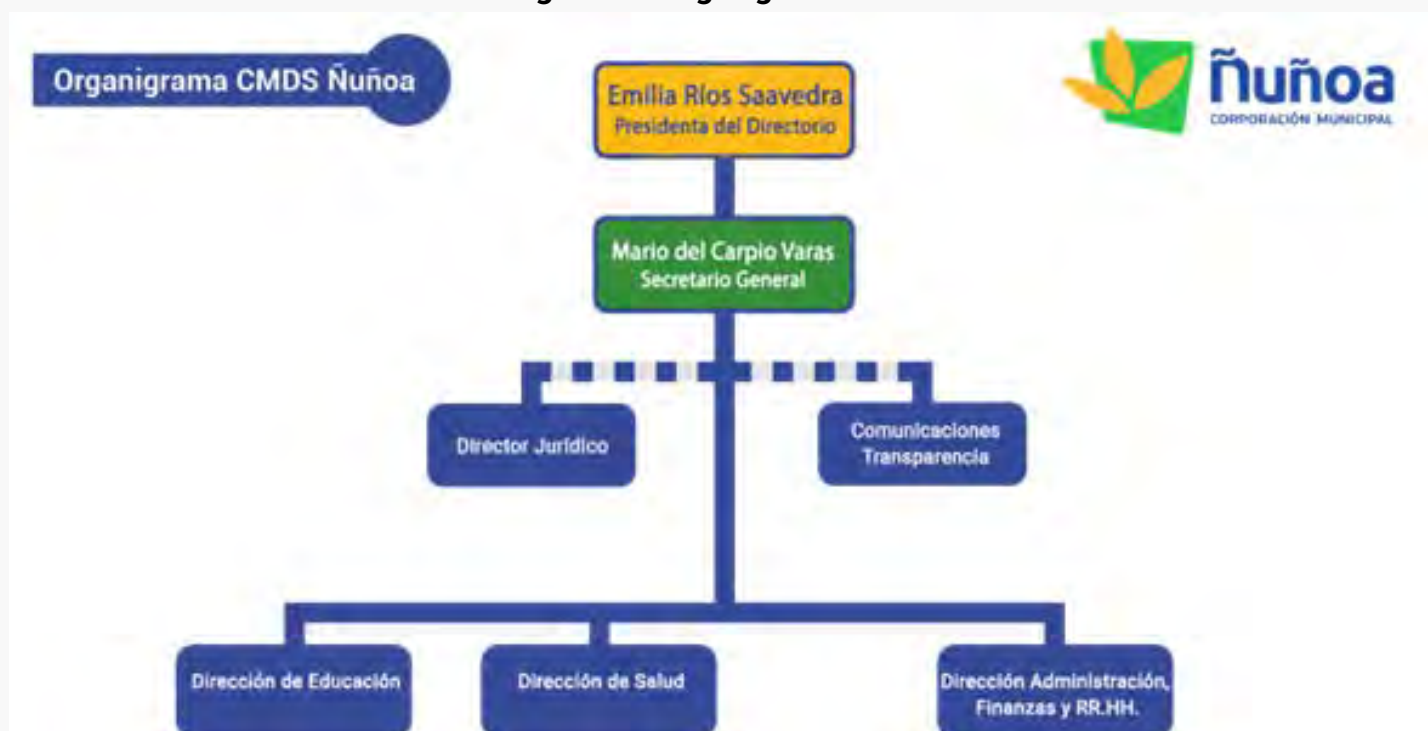 Organigrama CMDS Ñuñoa
Emilia Ríos Saavedra
Presidenta del Directorio
ñuñoa
CORPORACIÓN MUNICIPAL
Mario del Carpio Varas
Secretario General
Director Jurídico
Comunicaciones
Transparencia
Dirección de Educación
Dirección de Salud
Dirección Administración,
Finanzas y RR.HH.